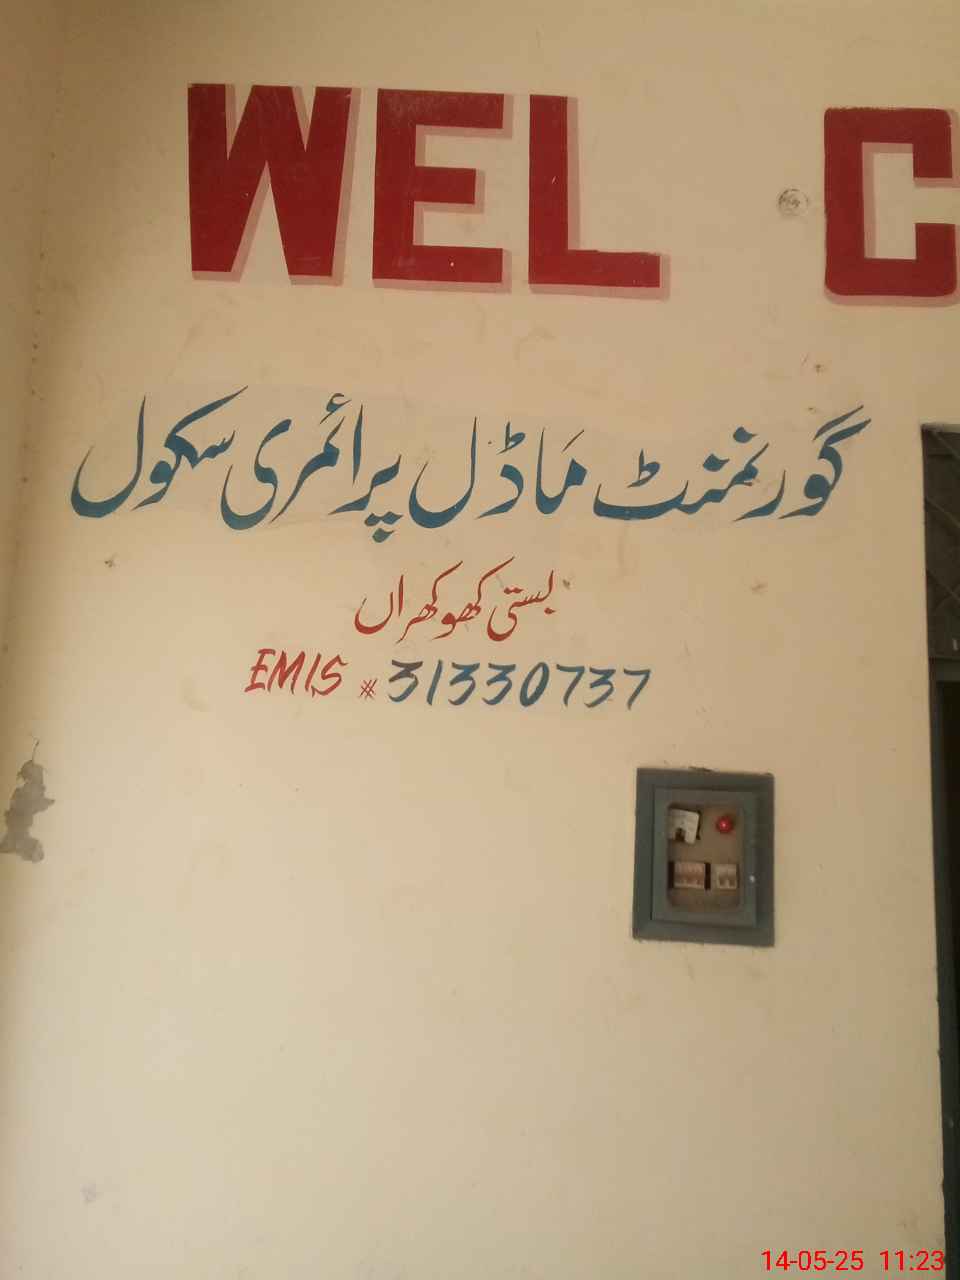 WEL C
گورنمنٹ ماڈل پرائمری سکول
بستی کھوکھراں
EMIS # 31330737
14-05-25 11:23